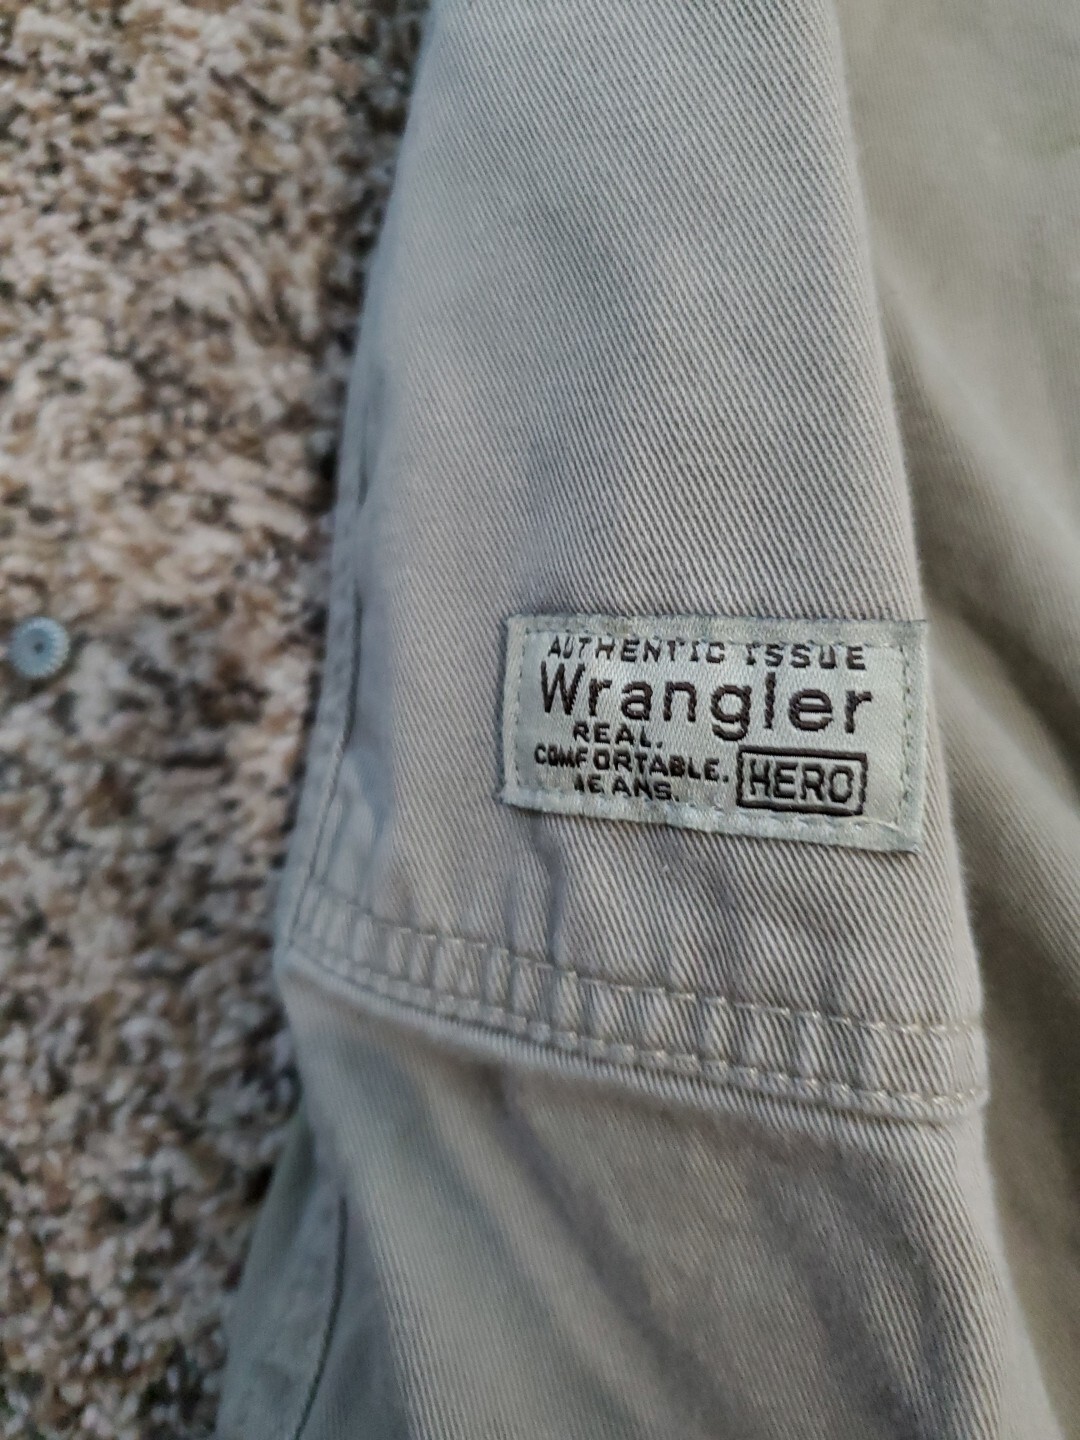 AUTHENTIC ISSUE
Wrangler
REAL.
COMFORTABLE.
JEANS.
HERO